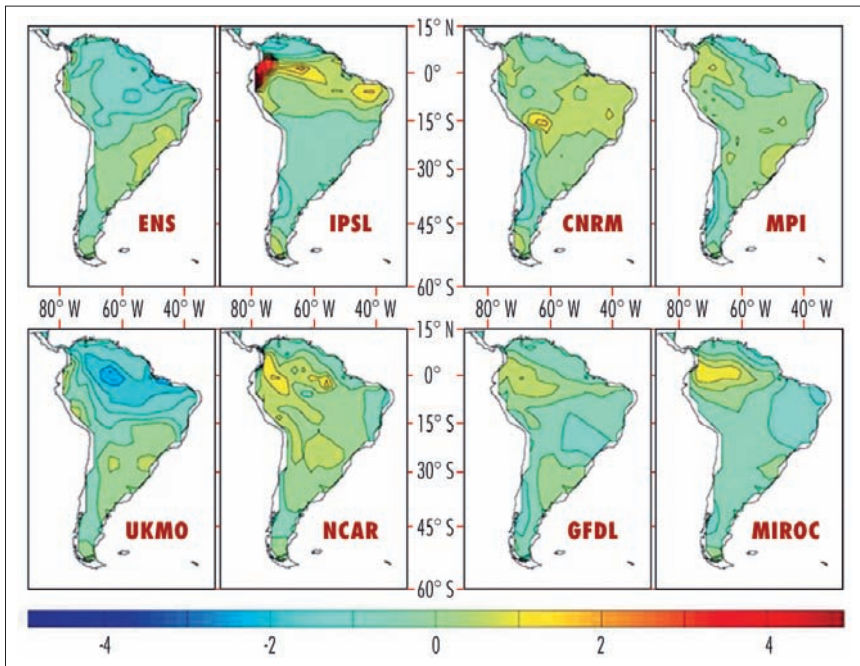 15° N
0°
15° S
30° S
45° S
60° S
ENS
IPSL
CNRM
MPI
80° W
60° W
40° W
80° W
60° W
40° W
15° N
0°
15° S
30° S
45° S
60° S
UKMO
NCAR
GFDL
MIROC
-4
-2
0
2
4